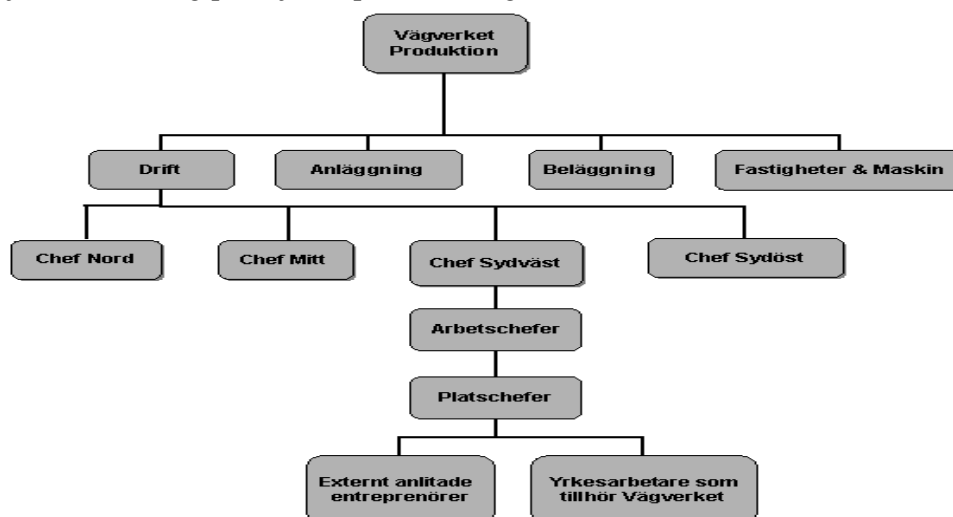 Vägverket
Produktion
Drift
Anläggning
Beläggning
Fastigheter & Maskin
Chef Nord
Chef Mitt
Chef Sydväst
Chef Sydöst
Arbetschefer
Platschefer
Externt anlitade
entreprenörer
Yrkesarbetare som
tillhör Vägverket